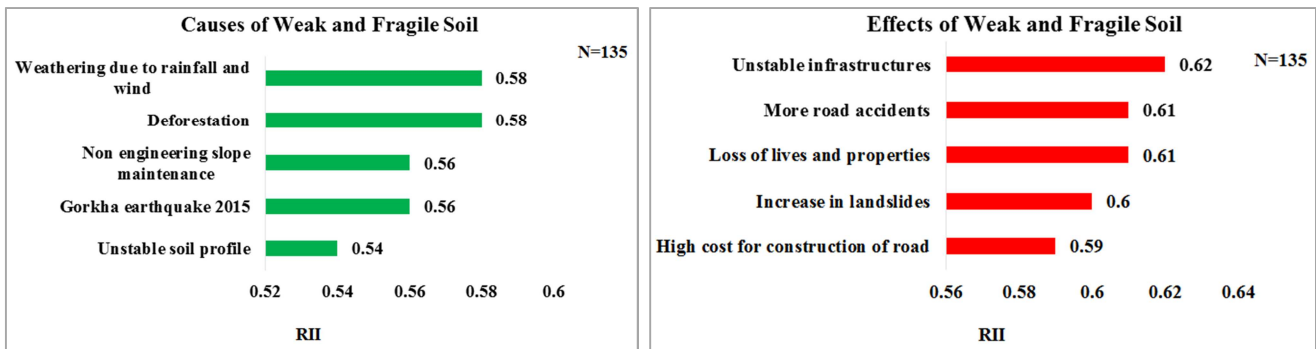 Causes of Weak and Fragile Soil
N=135
Weathering due to rainfall and
wind
0.58
Deforestation
0.58
Non engineering slope
maintenance
0.56
Gorkha earthquake 2015
0.56
Unstable soil profile
0.54
0.52 0.54 0.56 0.58 0.6
RII
Effects of Weak and Fragile Soil
N=135
Unstable infrastructures
0.62
More road accidents
0.61
Loss of lives and properties
0.61
Increase in landslides
0.6
High cost for construction of road
0.59
0.56 0.58 0.6 0.62 0.64
RII